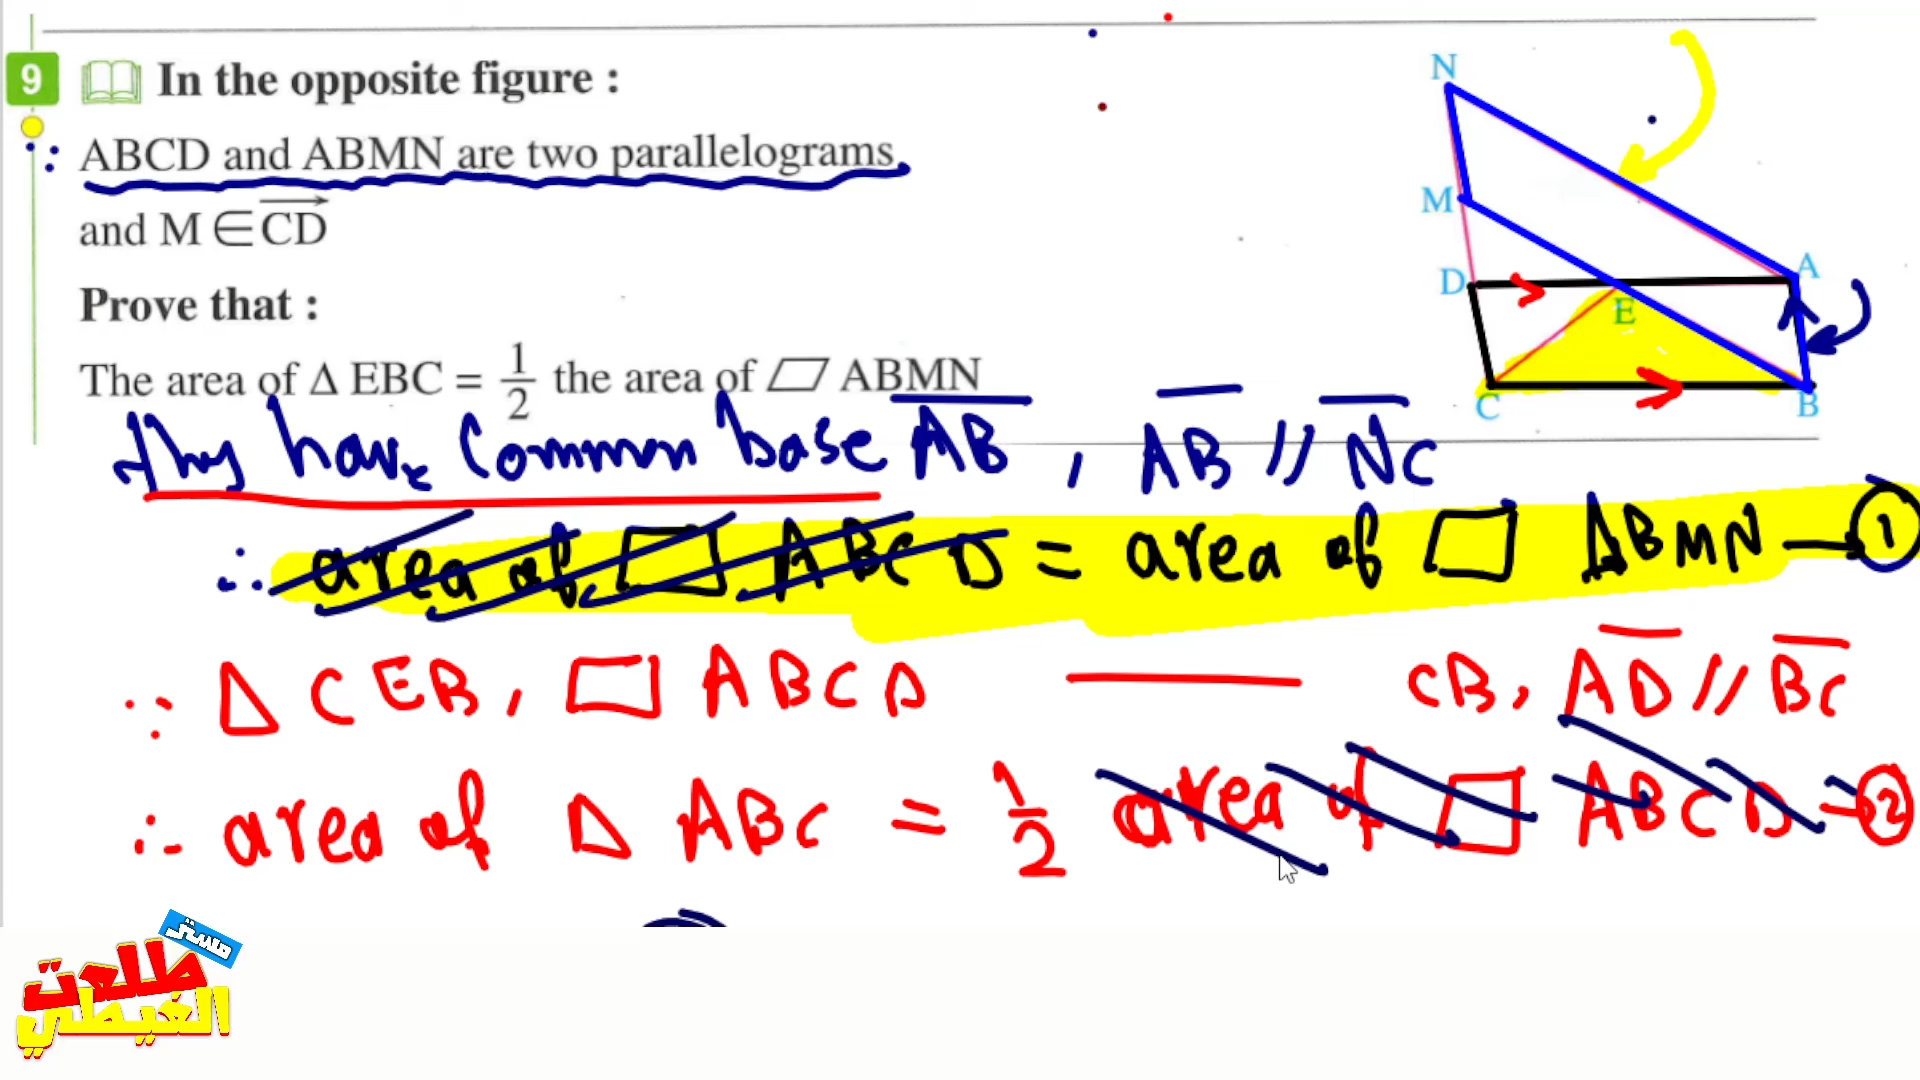 9 In the opposite figure :
∵ ABCD and ABMN are two parallelograms
and M ∈ CD
Prove that :
The area of Δ EBC = 1/2 the area of ▱ ABMN
they have common base AB , AB // NC
∴ area of ▱ ABCD = area of ▱ ABMN — 1
∵ Δ CEB , ▱ ABCD —— CB , AD // BC
∴ area of Δ ABC = 1/2 area of ▱ ABCD — 2
N
M
D
A
E
C
B
مستر
طلعت
الغيطي